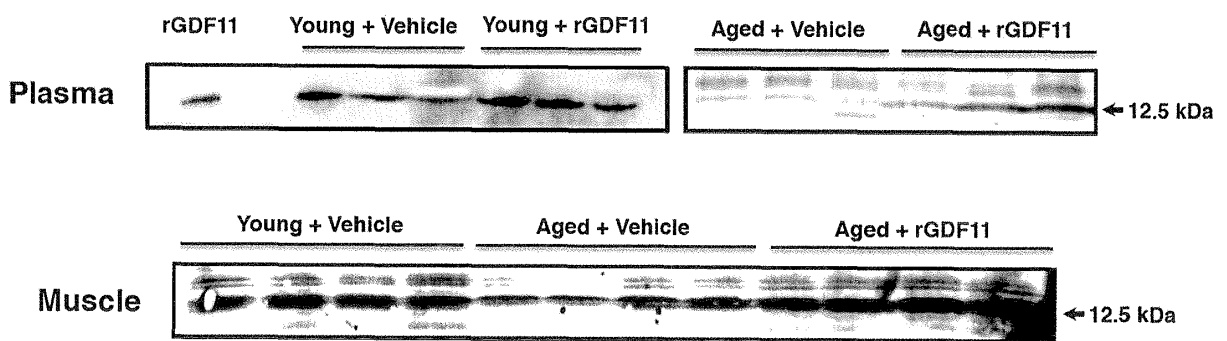 rGDF11 Young + Vehicle Young + rGDF11 Aged + Vehicle Aged + rGDF11
Plasma
12.5 kDa
Young + Vehicle Aged + Vehicle Aged + rGDF11
Muscle
12.5 kDa